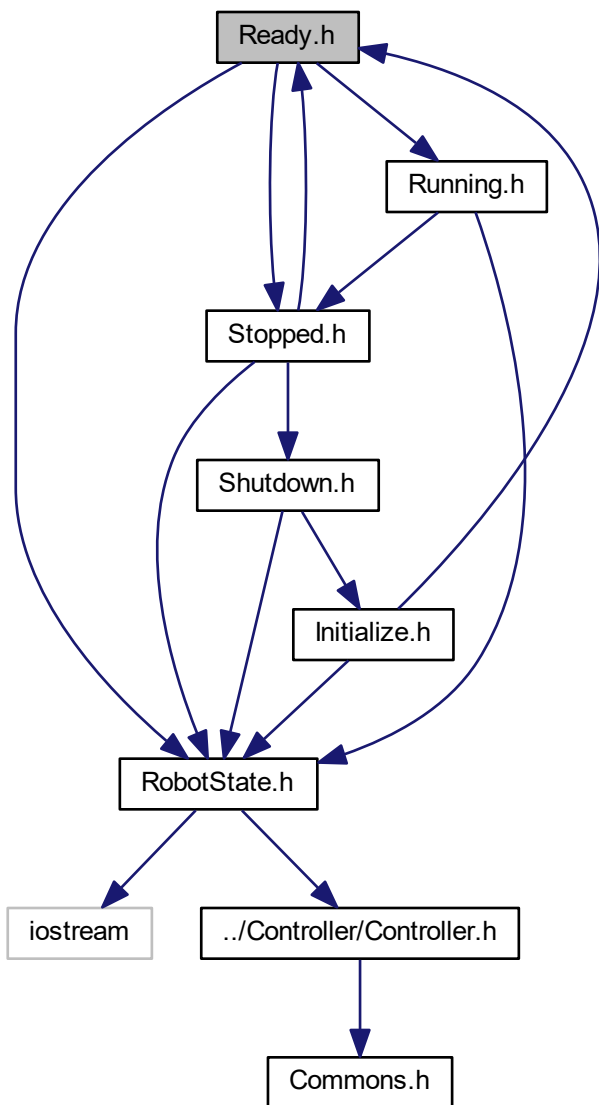 Ready.h
Running.h
Stopped.h
Shutdown.h
Initialize.h
RobotState.h
iostream
../Controller/Controller.h
Commons.h